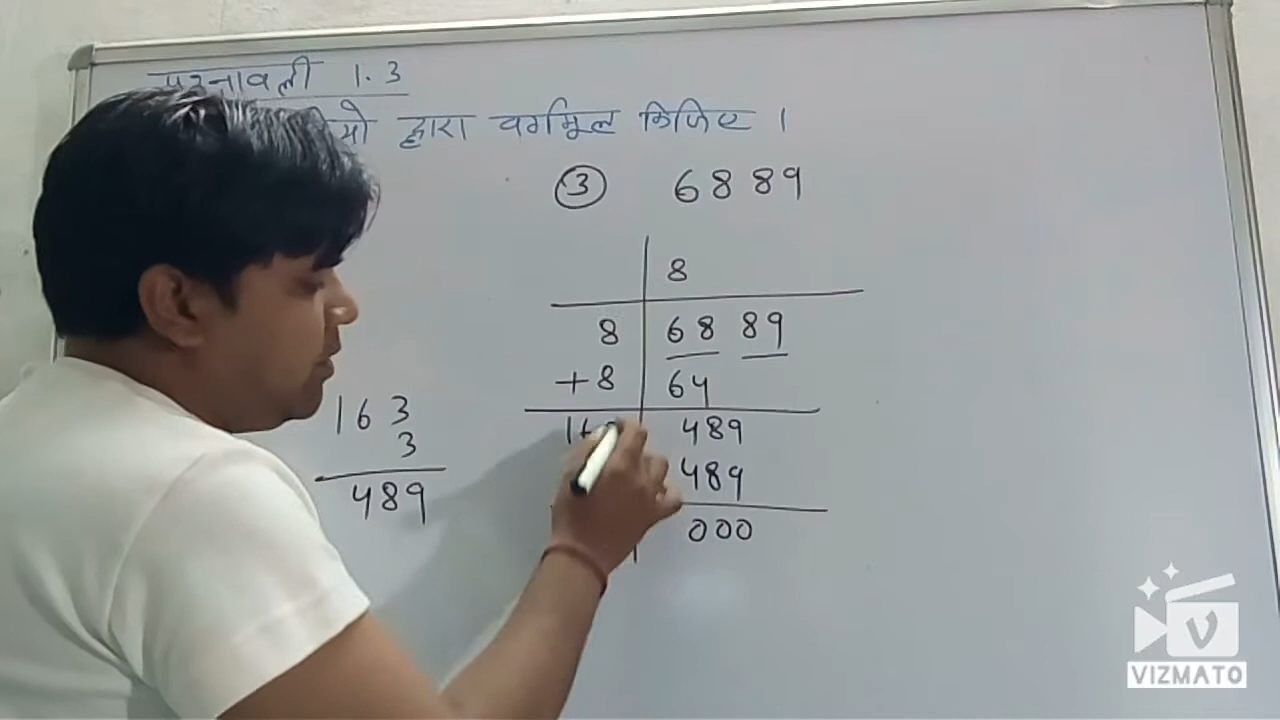 प्रश्नावली 1.3
द्वारा वर्गमूल किजिए ।
③ 6889
8
8 68 89
+8 64
16 489
489
000
163
3
489
VIZMATO